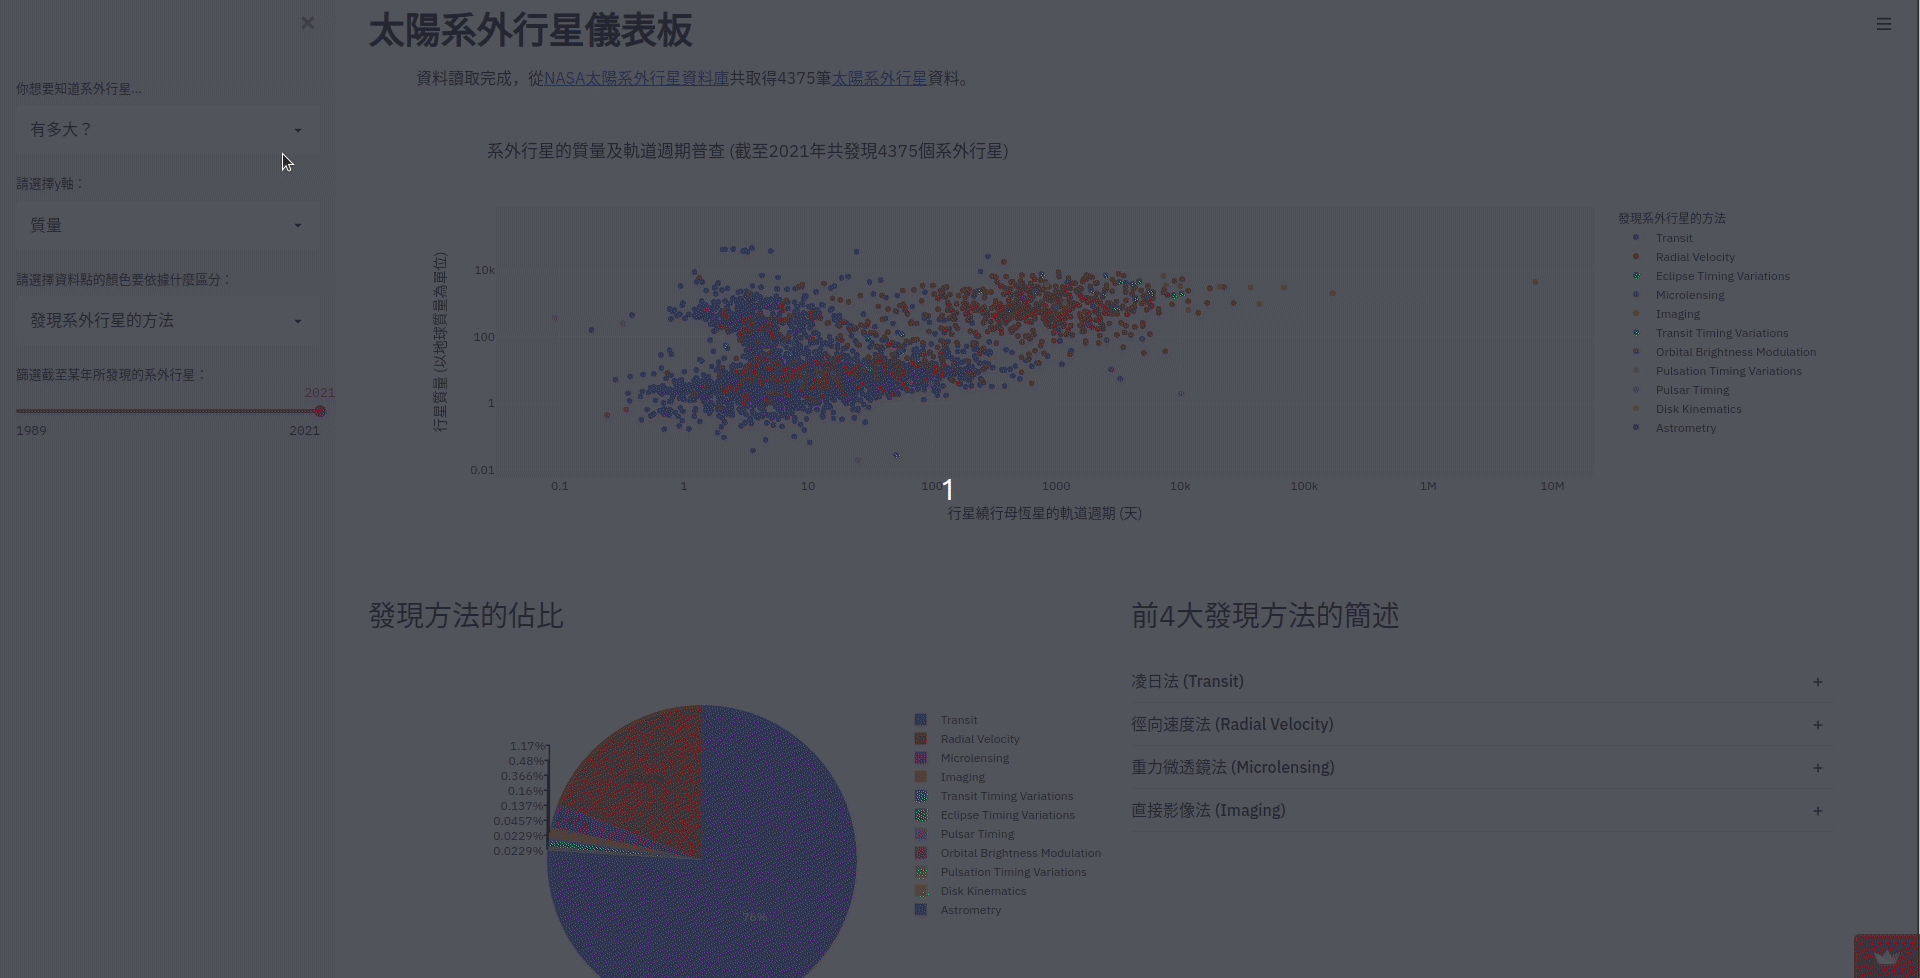 ×
太陽系外行星儀表板
資料讀取完成，從NASA太陽系外行星資料庫共取得4375筆太陽系外行星資料。
你想要知道系外行星...
有多大？
請選擇y軸：
質量
請選擇資料點的顏色要依據什麼區分：
發現系外行星的方法
篩選截至某年所發現的系外行星：
2021
1989
2021
系外行星的質量及軌道週期普查 (截至2021年共發現4375個系外行星)
行星質量 (以地球質量為單位)
10k
100
1
0.01
0.1
1
10
100
1000
10k
100k
1M
10M
1
行星繞行母恆星的軌道週期 (天)
發現系外行星的方法
Transit
Radial Velocity
Eclipse Timing Variations
Microlensing
Imaging
Transit Timing Variations
Orbital Brightness Modulation
Pulsation Timing Variations
Pulsar Timing
Disk Kinematics
Astrometry
發現方法的佔比
1.17%
0.48%
0.366%
0.16%
0.137%
0.0457%
0.0229%
0.0229%
76%
Transit
Radial Velocity
Microlensing
Imaging
Transit Timing Variations
Eclipse Timing Variations
Pulsar Timing
Orbital Brightness Modulation
Pulsation Timing Variations
Disk Kinematics
Astrometry
前4大發現方法的簡述
凌日法 (Transit) +
徑向速度法 (Radial Velocity) +
重力微透鏡法 (Microlensing) +
直接影像法 (Imaging) +